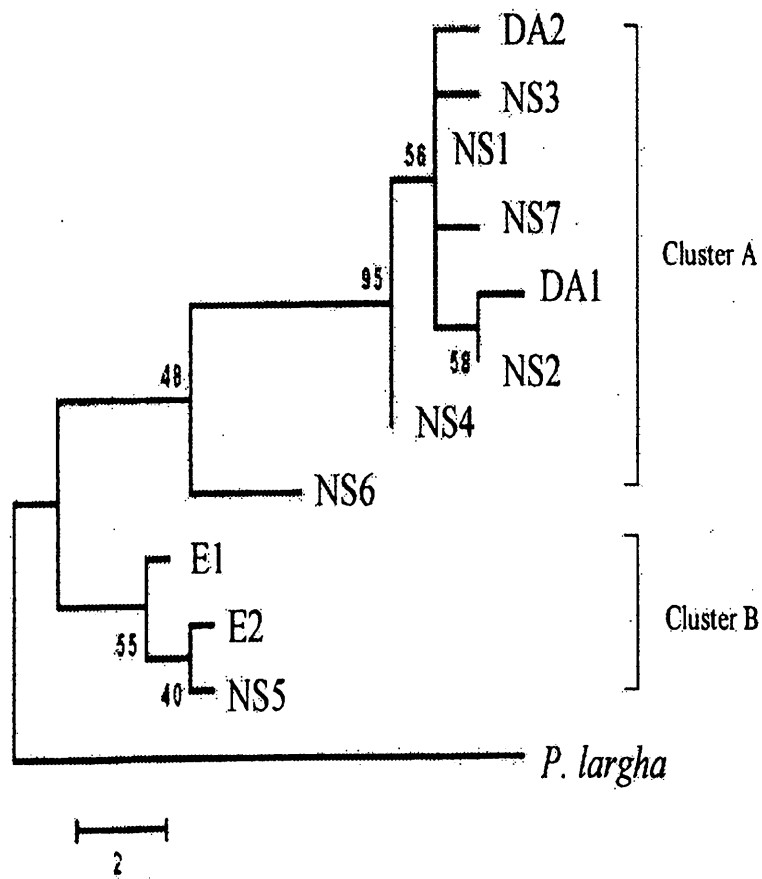 DA2
NS3
56
NS1
NS7
Cluster A
95
DA1
58
NS2
48
NS4
NS6
E1
E2
Cluster B
55
40
NS5
P. largha
2